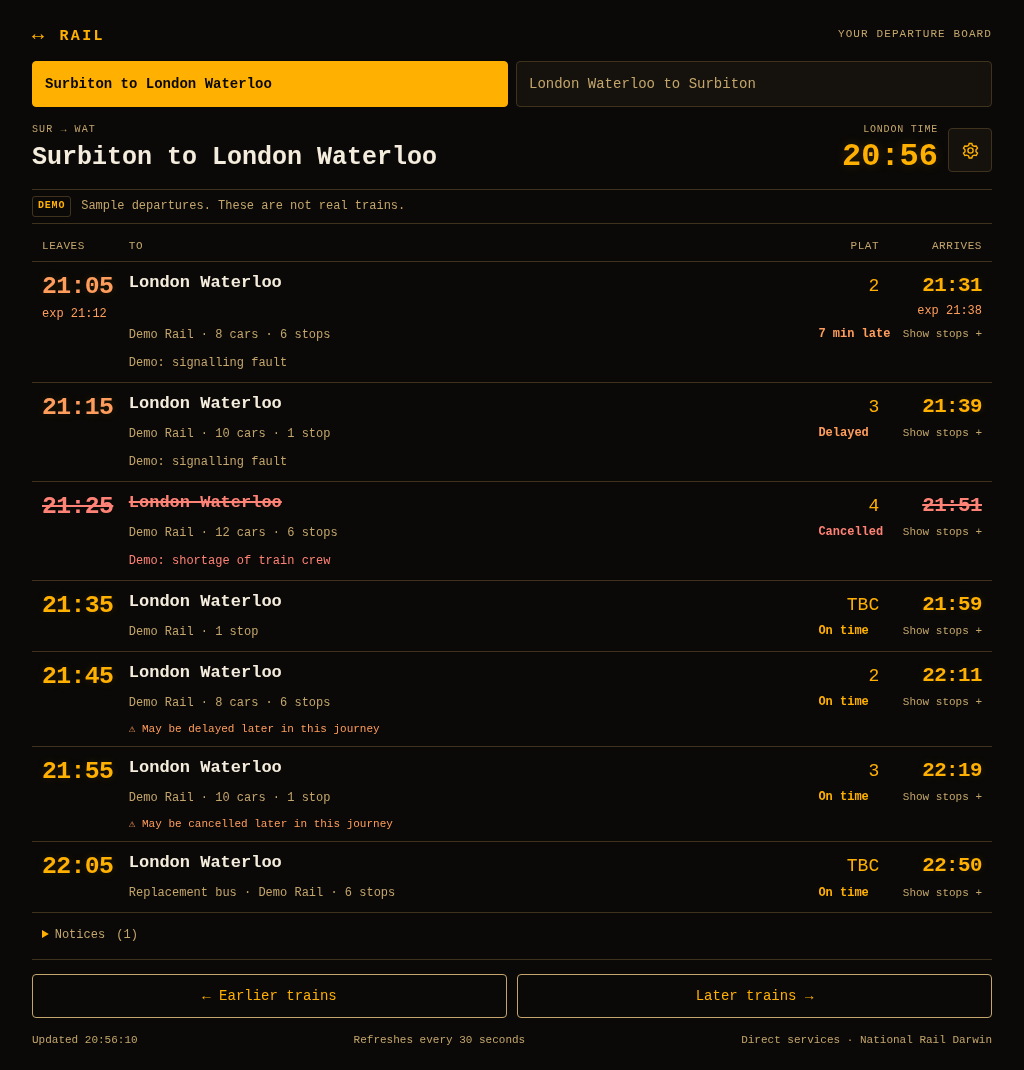 ↔ RAIL
YOUR DEPARTURE BOARD
Surbiton to London Waterloo
London Waterloo to Surbiton
SUR → WAT
LONDON TIME
Surbiton to London Waterloo
20:56
DEMO Sample departures. These are not real trains.
LEAVES TO PLAT ARRIVES
21:05 London Waterloo 2 21:31
exp 21:12 exp 21:38
Demo Rail · 8 cars · 6 stops 7 min late Show stops +
Demo: signalling fault
21:15 London Waterloo 3 21:39
Demo Rail · 10 cars · 1 stop Delayed Show stops +
Demo: signalling fault
21:25 London Waterloo 4 21:51
Demo Rail · 12 cars · 6 stops Cancelled Show stops +
Demo: shortage of train crew
21:35 London Waterloo TBC 21:59
Demo Rail · 1 stop On time Show stops +
21:45 London Waterloo 2 22:11
Demo Rail · 8 cars · 6 stops On time Show stops +
⚠ May be delayed later in this journey
21:55 London Waterloo 3 22:19
Demo Rail · 10 cars · 1 stop On time Show stops +
⚠ May be cancelled later in this journey
22:05 London Waterloo TBC 22:50
Replacement bus · Demo Rail · 6 stops On time Show stops +
▶ Notices (1)
← Earlier trains
Later trains →
Updated 20:56:10
Refreshes every 30 seconds
Direct services · National Rail Darwin